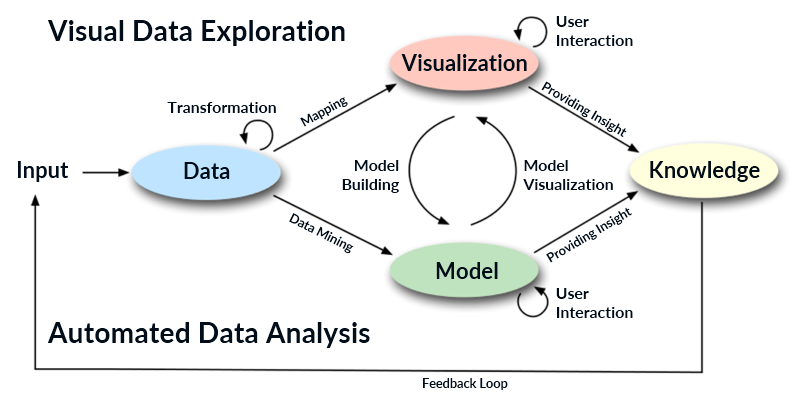 Visual Data Exploration
User
Interaction
Visualization
Transformation
Mapping
Providing Insight
Input
Data
Model
Building
Model
Visualization
Knowledge
Data Mining
Providing Insight
Model
User
Interaction
Automated Data Analysis
Feedback Loop